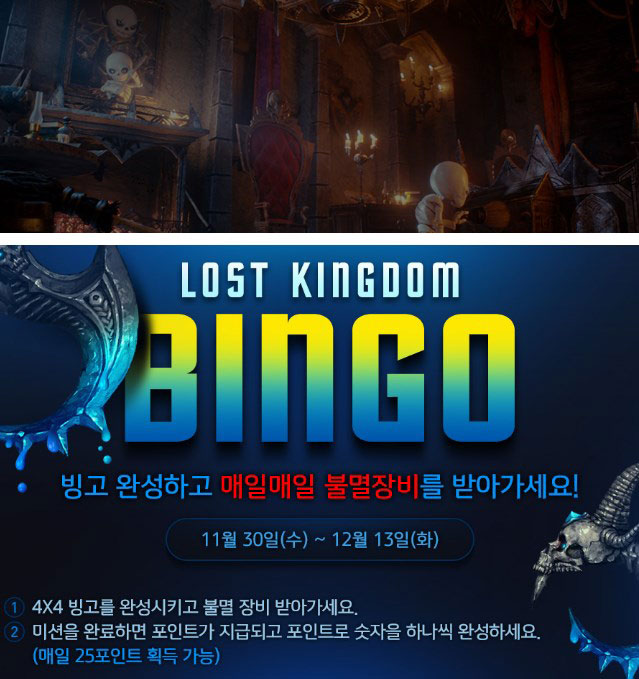 LOST KINGDOM
BINGO
빙고 완성하고 매일매일 불멸장비를 받아가세요!
11월 30일(수) ~ 12월 13일(화)
1 4X4 빙고를 완성시키고 불멸 장비 받아가세요.
2 미션을 완료하면 포인트가 지급되고 포인트로 숫자을 하나씩 완성하세요.
(매일 25포인트 획득 가능)